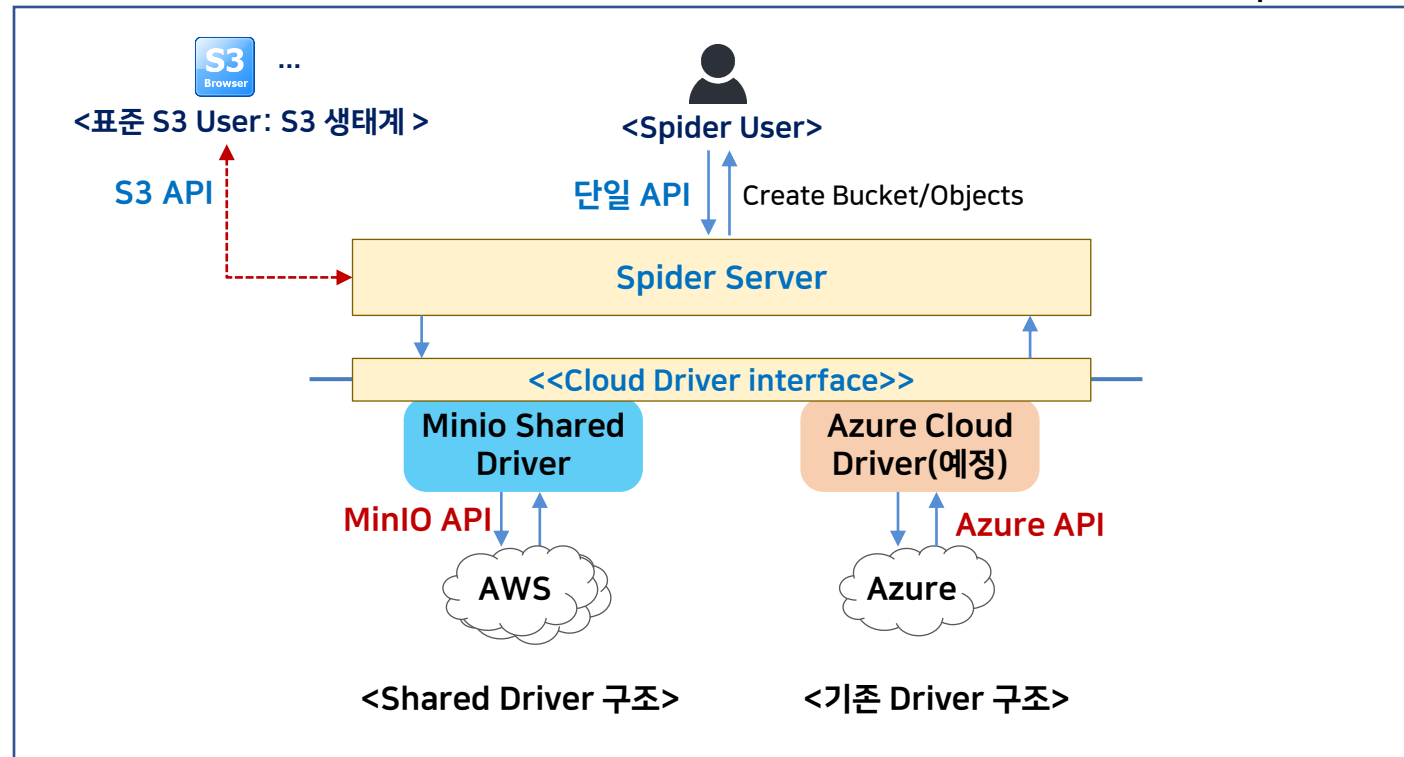 S3
Browser
...
<표준 S3 User: S3 생태계 >
<Spider User>
S3 API
단일 API
Create Bucket/Objects
Spider Server
<<Cloud Driver interface>>
Minio Shared
Driver
Azure Cloud
Driver(예정)
MinIO API
Azure API
AWS
Azure
<Shared Driver 구조>
<기존 Driver 구조>